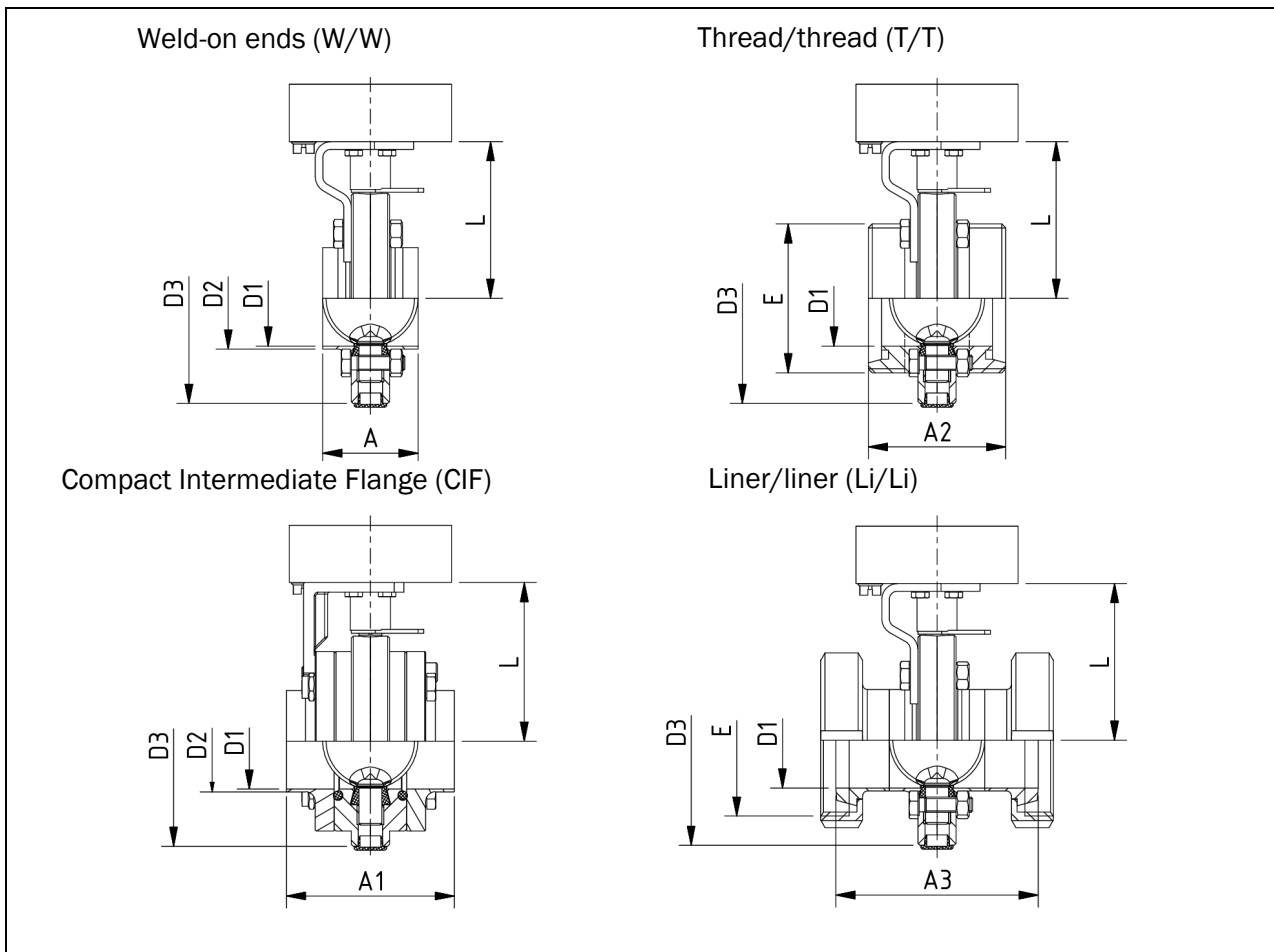 Weld-on ends (W/W)
Thread/thread (T/T)
L
D3
D2
D1
A
L
E
D3
D1
A2
Compact Intermediate Flange (CIF)
Liner/liner (Li/Li)
L
D3
D2
D1
A1
L
D3
E
D1
A3